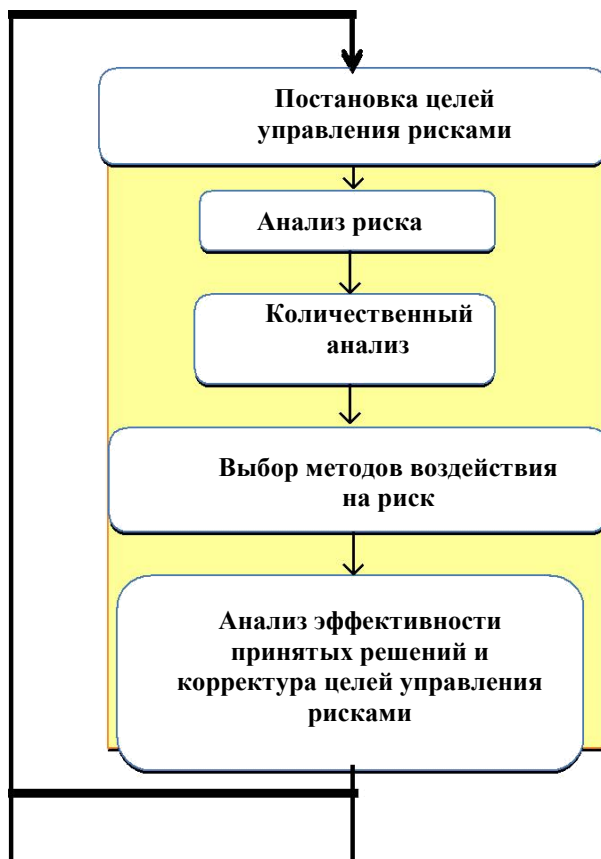 Постановка целей
управления рисками
Анализ риска
Количественный
анализ
Выбор методов воздействия
на риск
Анализ эффективности
принятых решений и
корректура целей управления
рисками